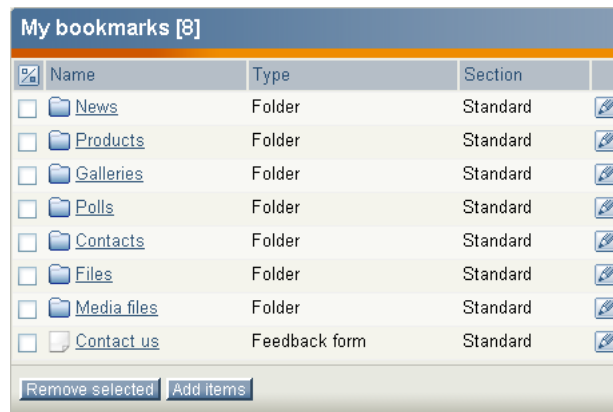 My bookmarks [8]
Name Type Section
News Folder Standard
Products Folder Standard
Galleries Folder Standard
Polls Folder Standard
Contacts Folder Standard
Files Folder Standard
Media files Folder Standard
Contact us Feedback form Standard
Remove selected Add items